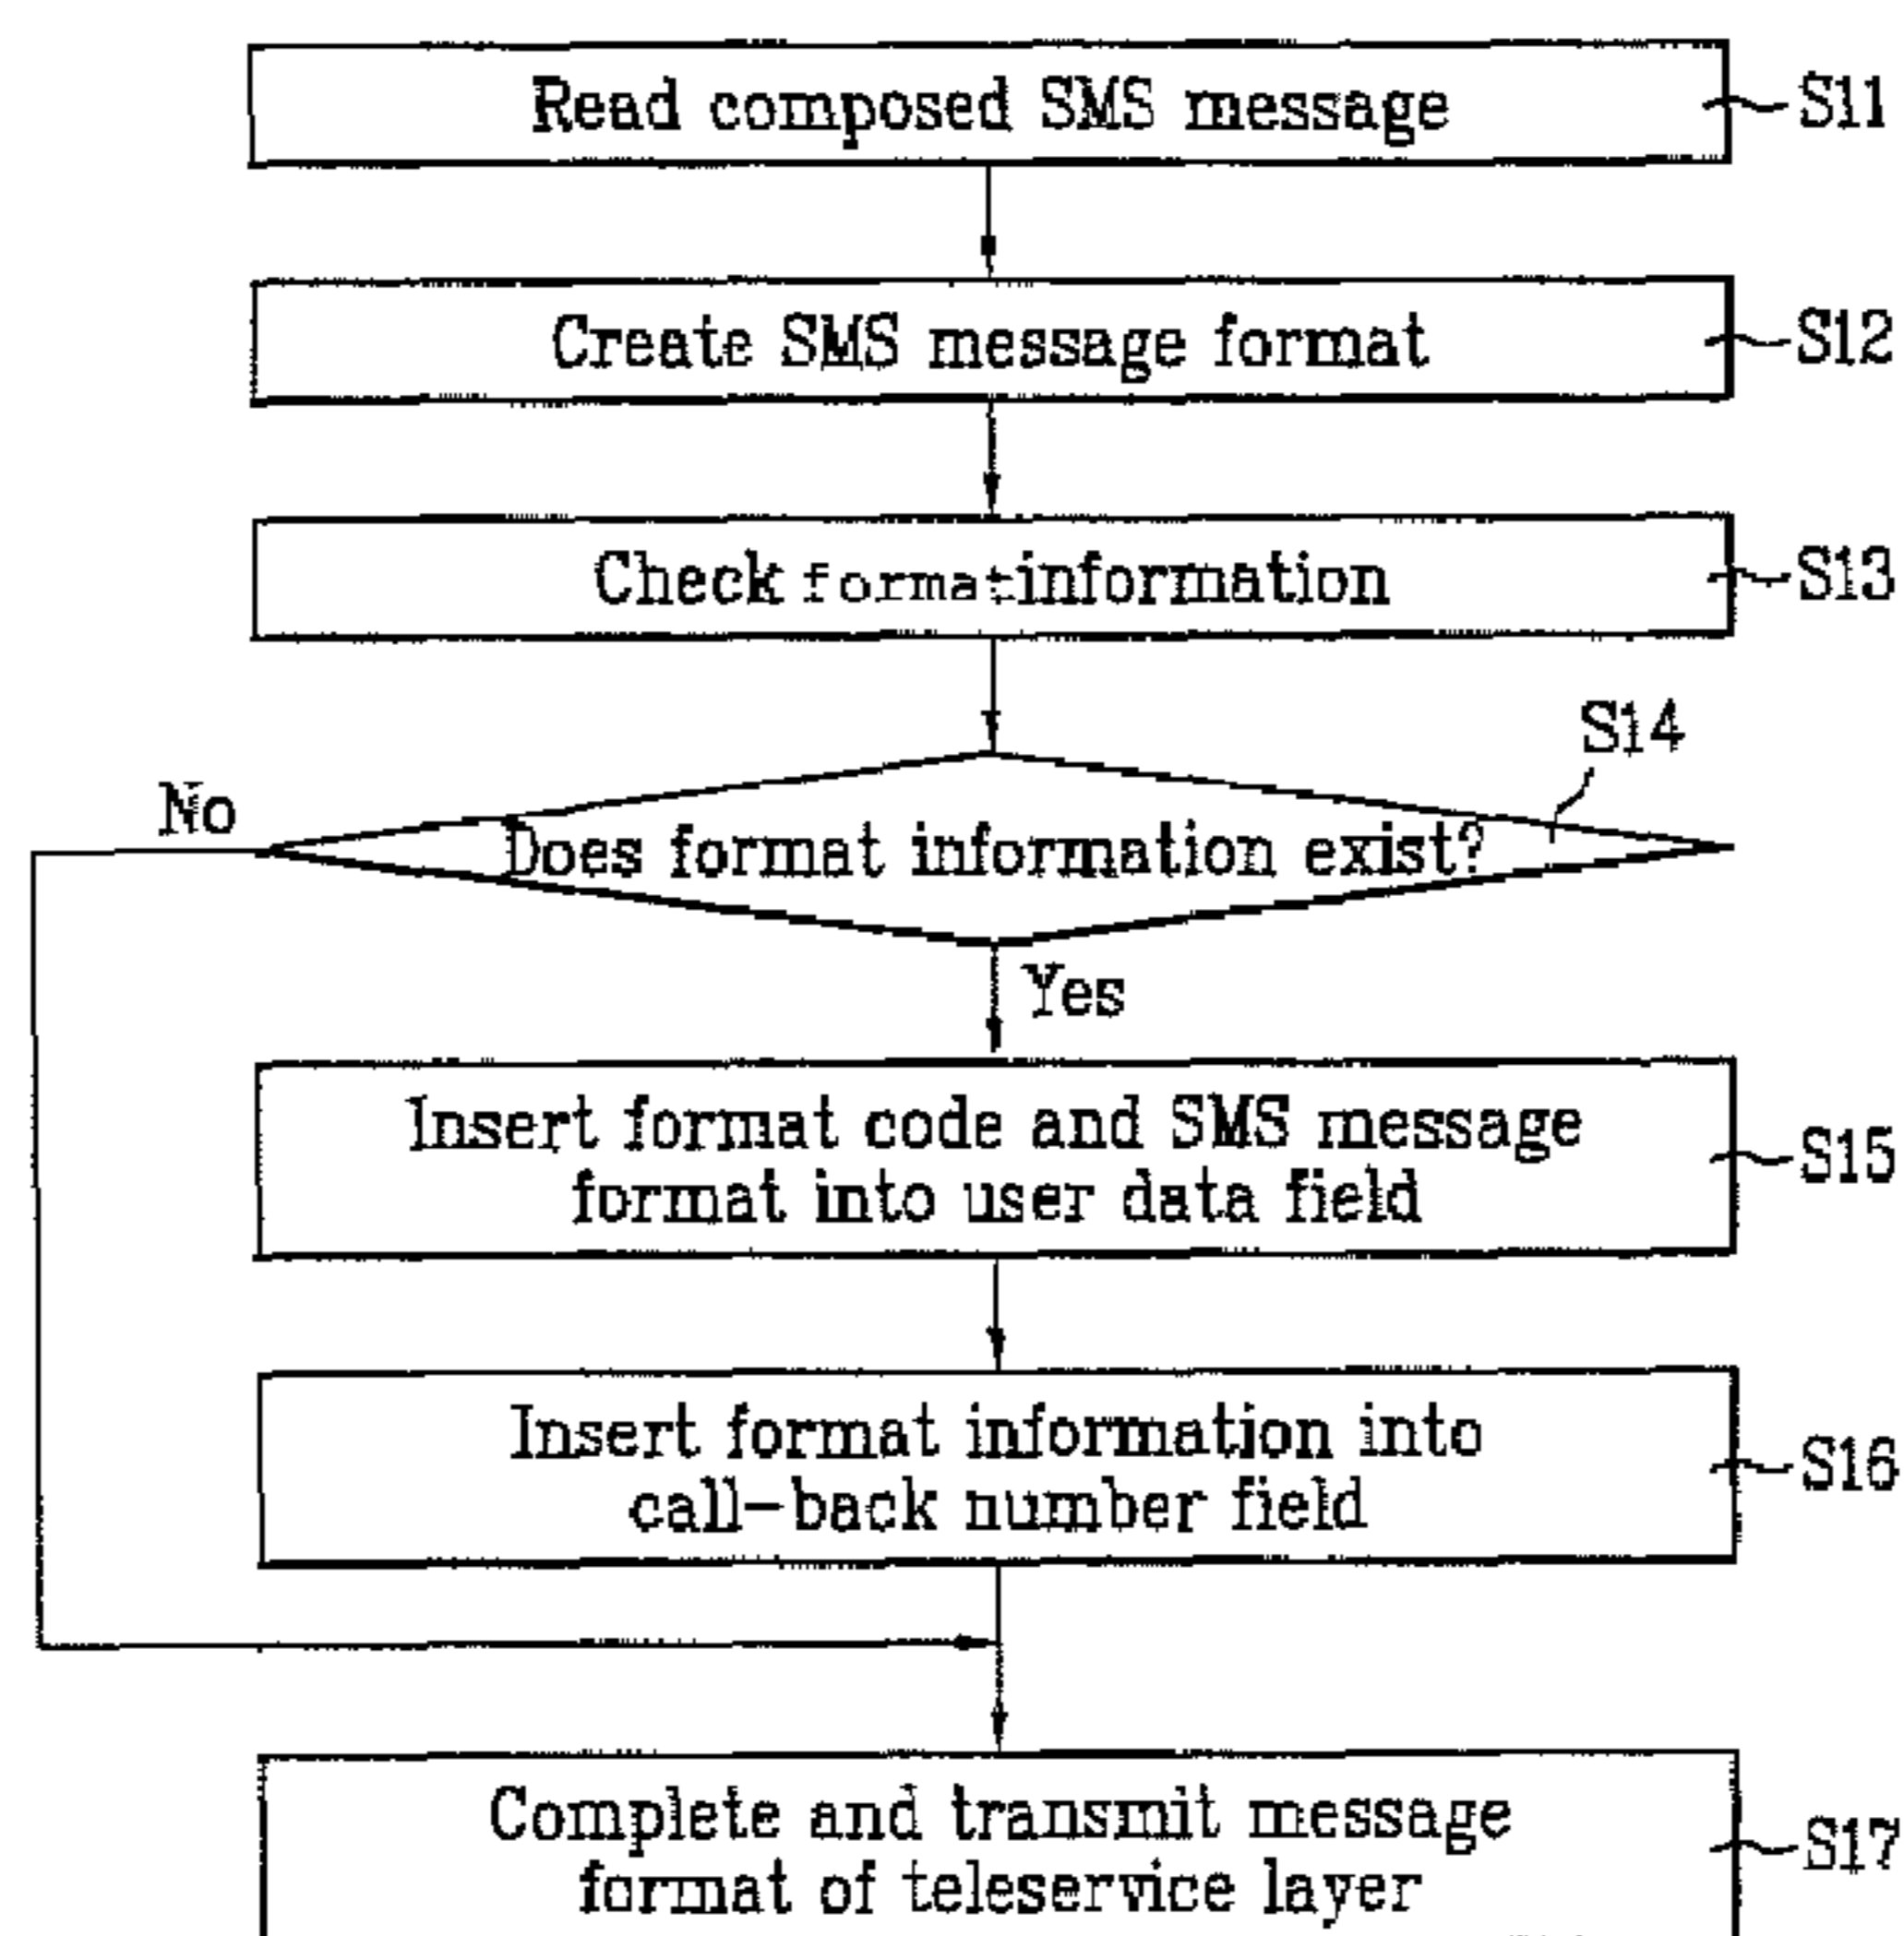 Read composed SMS message
S11
Create SMS message format
S12
Check format information
S13
S14
No
Does format information exist?
Yes
Insert format code and SMS message
format into user data field
S15
Insert format information into
call-back number field
S16
Complete and transmit message
format of teleservice layer
S17